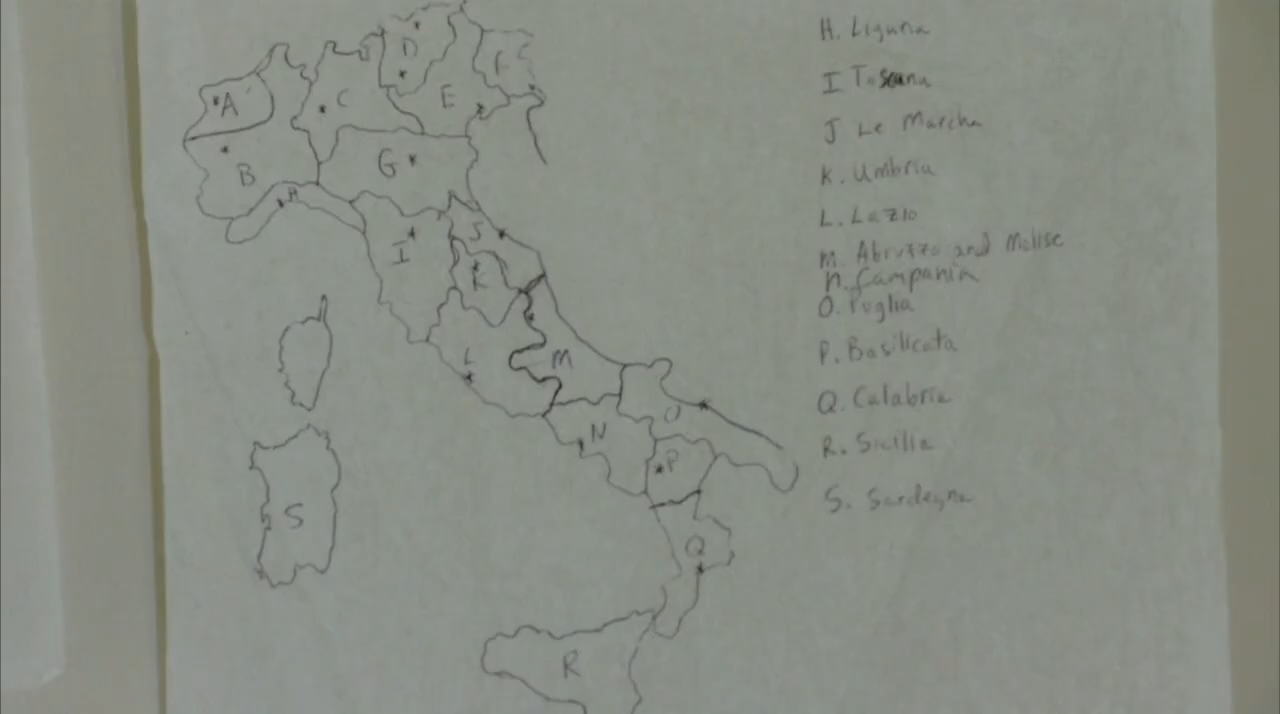 H. Liguria
I Toscana
J Le Marche
K. Umbria
L. Lazio
M. Abruzzo and Molise
N. Campania
O. Puglia
P. Basilicata
Q. Calabria
R. Sicilia
S. Sardegna
D
F
A
C
E
G
B
H
J
I
K
L
M
O
N
P
S
Q
R